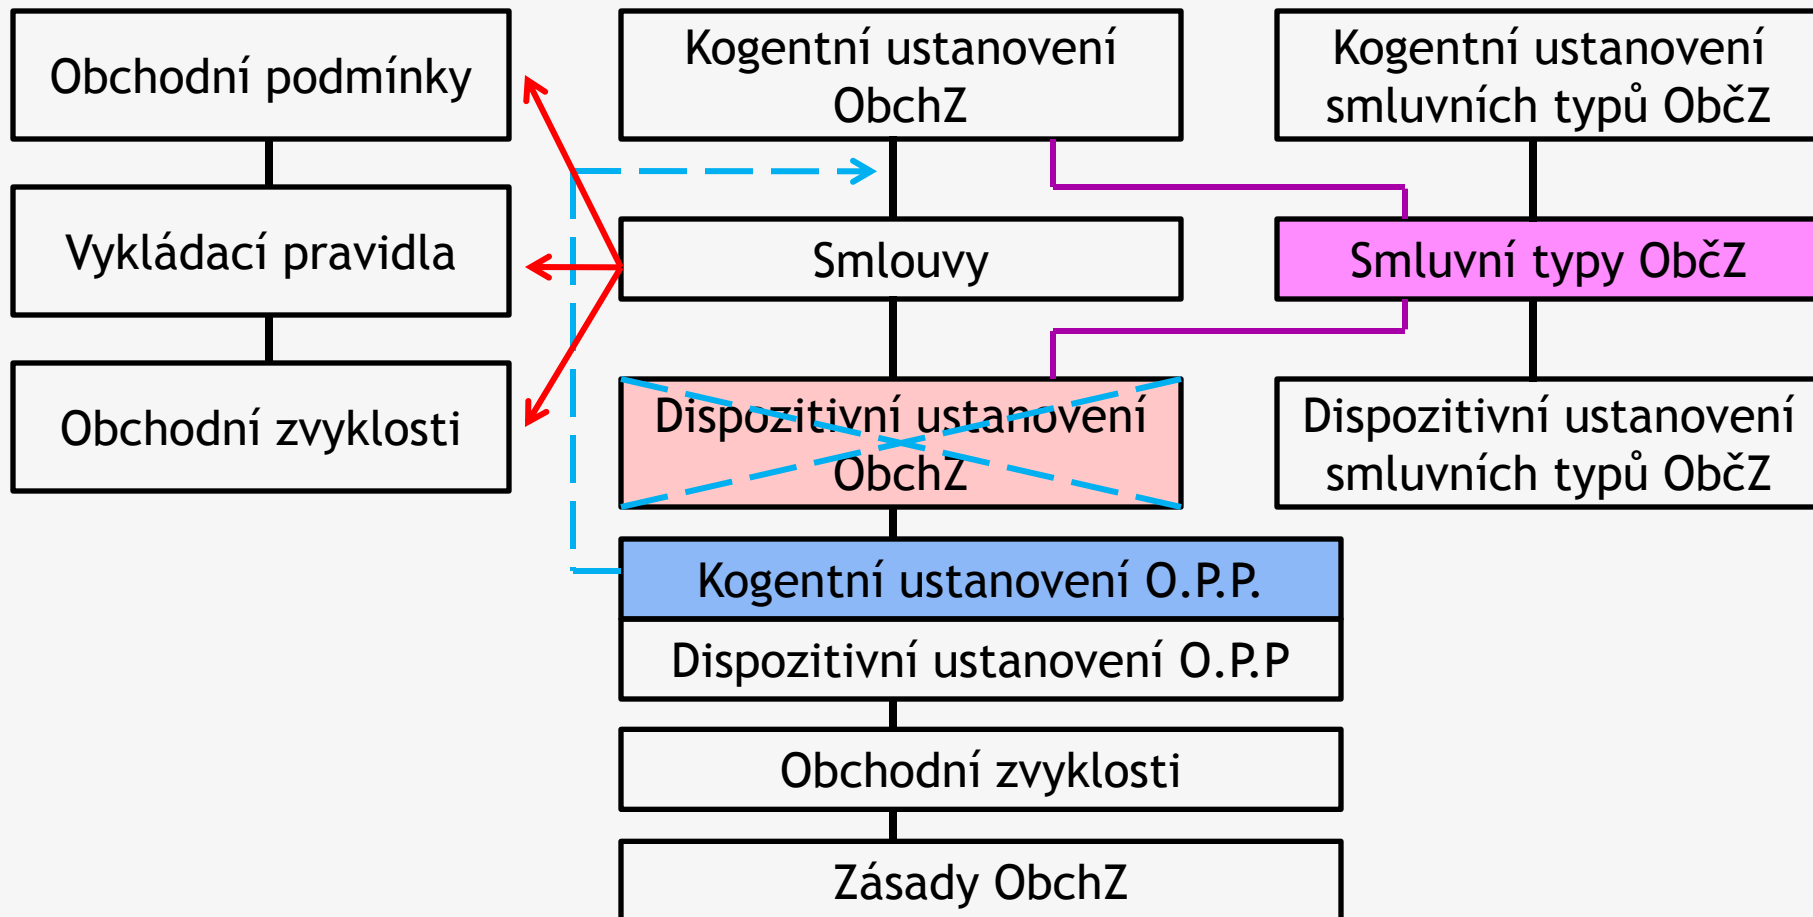 Obchodní podmínky
Vykládací pravidla
Obchodní zvyklosti
Kogentní ustanovení
ObchZ
Smlouvy
Dispozitivní ustanovení
ObchZ
Kogentní ustanovení O.P.P.
Dispozitivní ustanovení O.P.P
Obchodní zvyklosti
Zásady ObchZ
Kogentní ustanovení
smluvních typů ObčZ
Smluvní typy ObčZ
Dispozitivní ustanovení
smluvních typů ObčZ